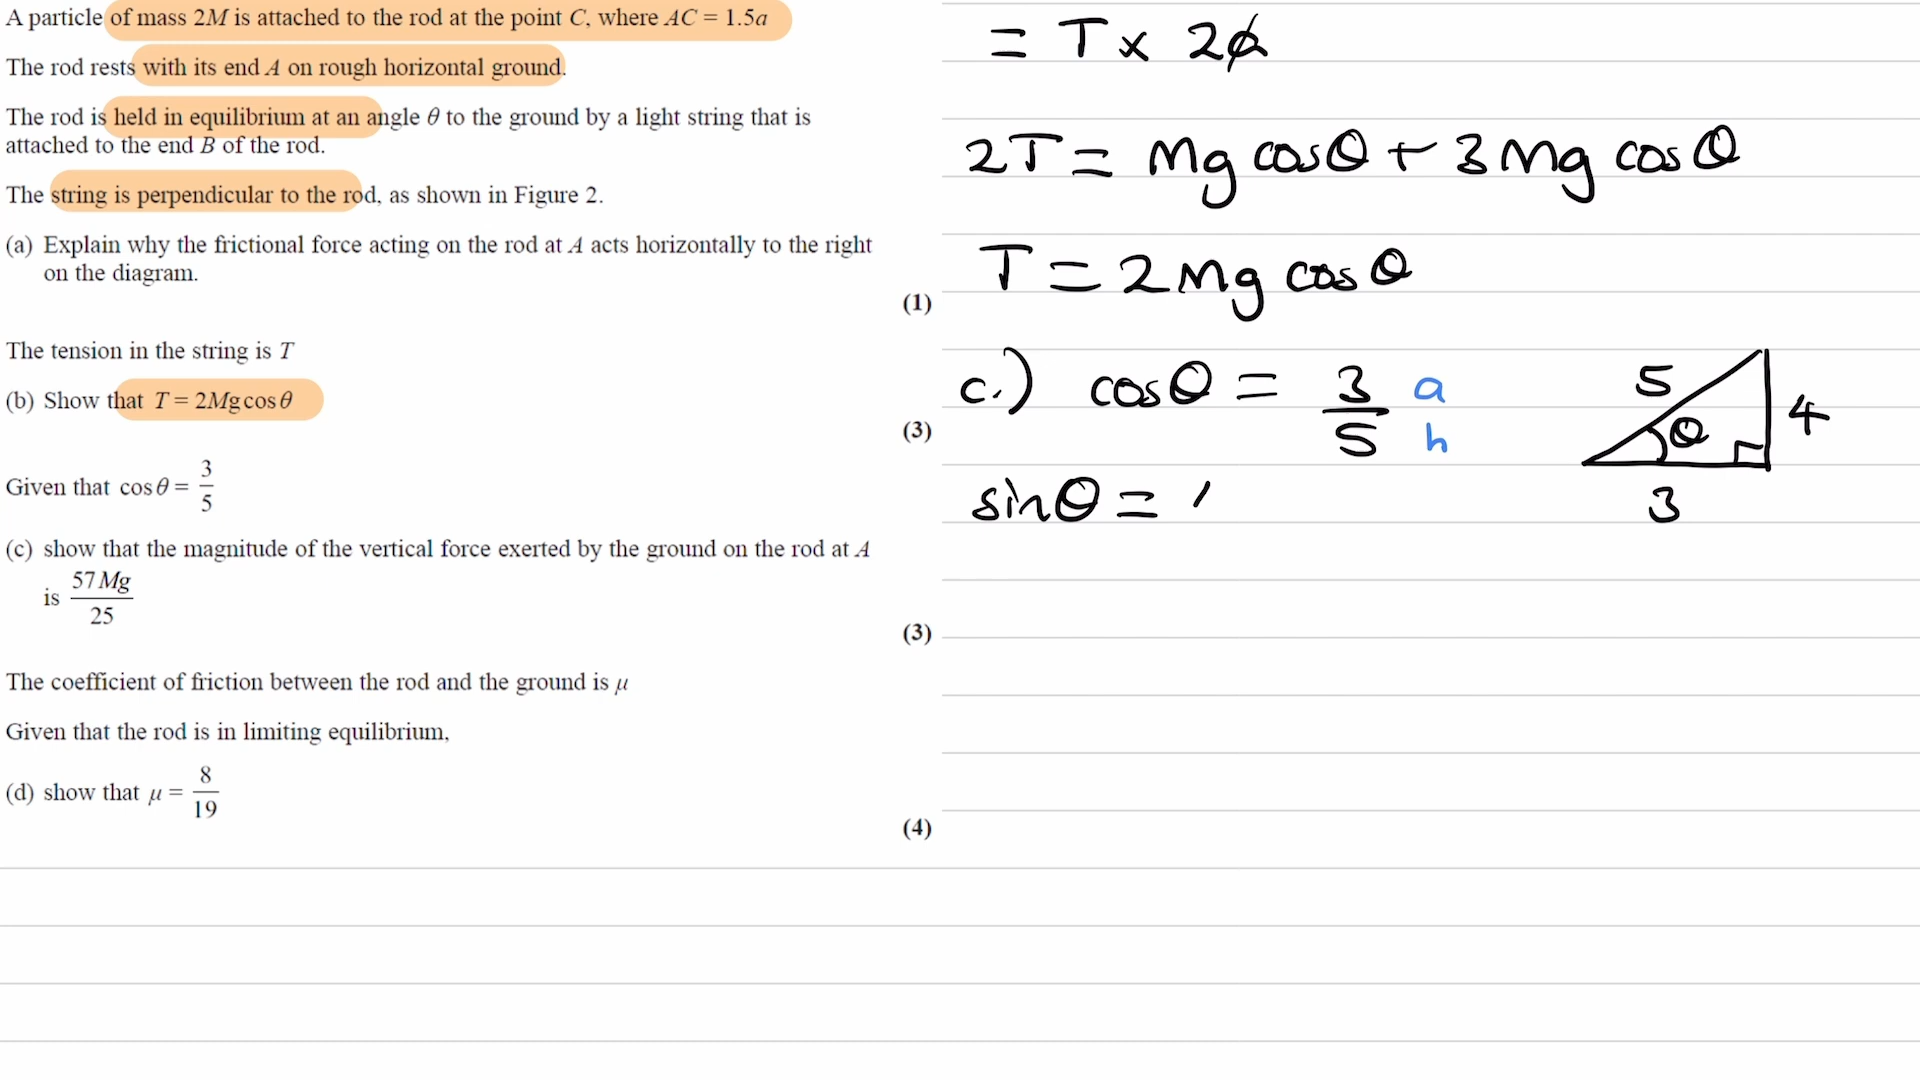 A particle of mass 2M is attached to the rod at the point C, where AC = 1.5a
The rod rests with its end A on rough horizontal ground.
The rod is held in equilibrium at an angle θ to the ground by a light string that is
attached to the end B of the rod.
The string is perpendicular to the rod, as shown in Figure 2.
(a) Explain why the frictional force acting on the rod at A acts horizontally to the right
on the diagram.
(1)
The tension in the string is T
(b) Show that T = 2Mg cos θ
(3)
Given that cos θ = 3/5
(c) show that the magnitude of the vertical force exerted by the ground on the rod at A
is 57Mg/25
(3)
The coefficient of friction between the rod and the ground is μ
Given that the rod is in limiting equilibrium,
(d) show that μ = 8/19
(4)
= T × 2a
2T = Mg cosθ + 3Mg cosθ
T = 2Mg cosθ
c.) cosθ = 3/5 a h
5 θ 4
3
sinθ =